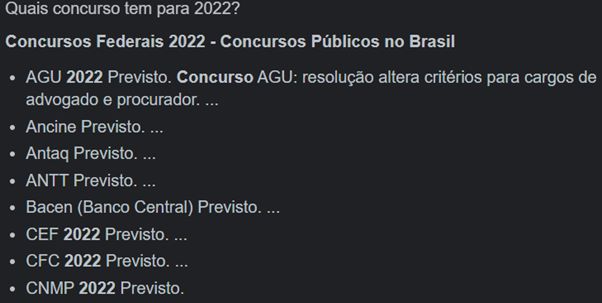 Quais concurso tem para 2022?
Concursos Federais 2022 - Concursos Públicos no Brasil
• AGU 2022 Previsto. Concurso AGU: resolução altera critérios para cargos de
advogado e procurador. ...
• Ancine Previsto. ...
• Antaq Previsto. ...
• ANTT Previsto. ...
• Bacen (Banco Central) Previsto. ...
• CEF 2022 Previsto. ...
• CFC 2022 Previsto. ...
• CNMP 2022 Previsto.